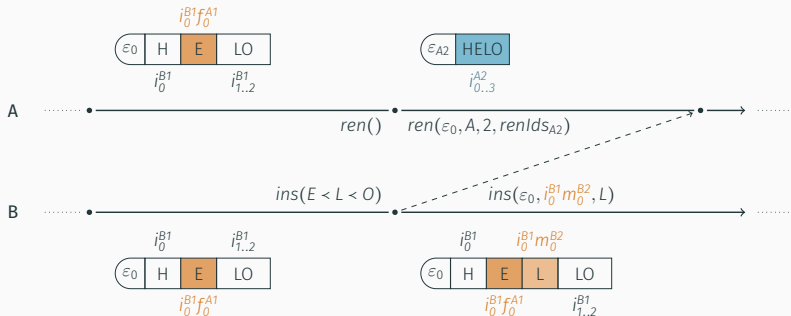 i₀ᴮ¹f₀ᴬ¹
ε₀ H E LO
i₀ᴮ¹ i₁..₂ᴮ¹
εA2 HELO
i₀..₃ᴬ²
A
ren() ren(ε₀, A, 2, renIdsA2)
B
ins(E < L < O) ins(ε₀, i₀ᴮ¹m₀ᴮ², L)
i₀ᴮ¹ i₁..₂ᴮ¹
ε₀ H E LO
i₀ᴮ¹f₀ᴬ¹
i₀ᴮ¹ i₀ᴮ¹m₀ᴮ²
ε₀ H E L LO
i₀ᴮ¹f₀ᴬ¹ i₁..₂ᴮ¹